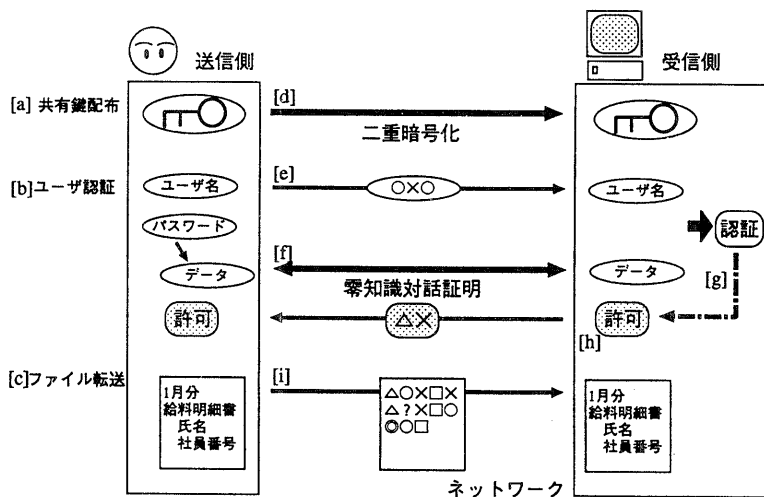 送信側
受信側
[a] 共有鍵配布
[d]
二重暗号化
[b]ユーザ認証
ユーザ名
[e]
○×○
ユーザ名
パスワード
認証
[f]
データ
データ
[g]
零知識対話証明
許可
△×
許可
[h]
[c]ファイル転送
[i]
1月分
給料明細書
氏名
社員番号
△○×□×
△?×□○
◎○□
1月分
給料明細書
氏名
社員番号
ネットワーク